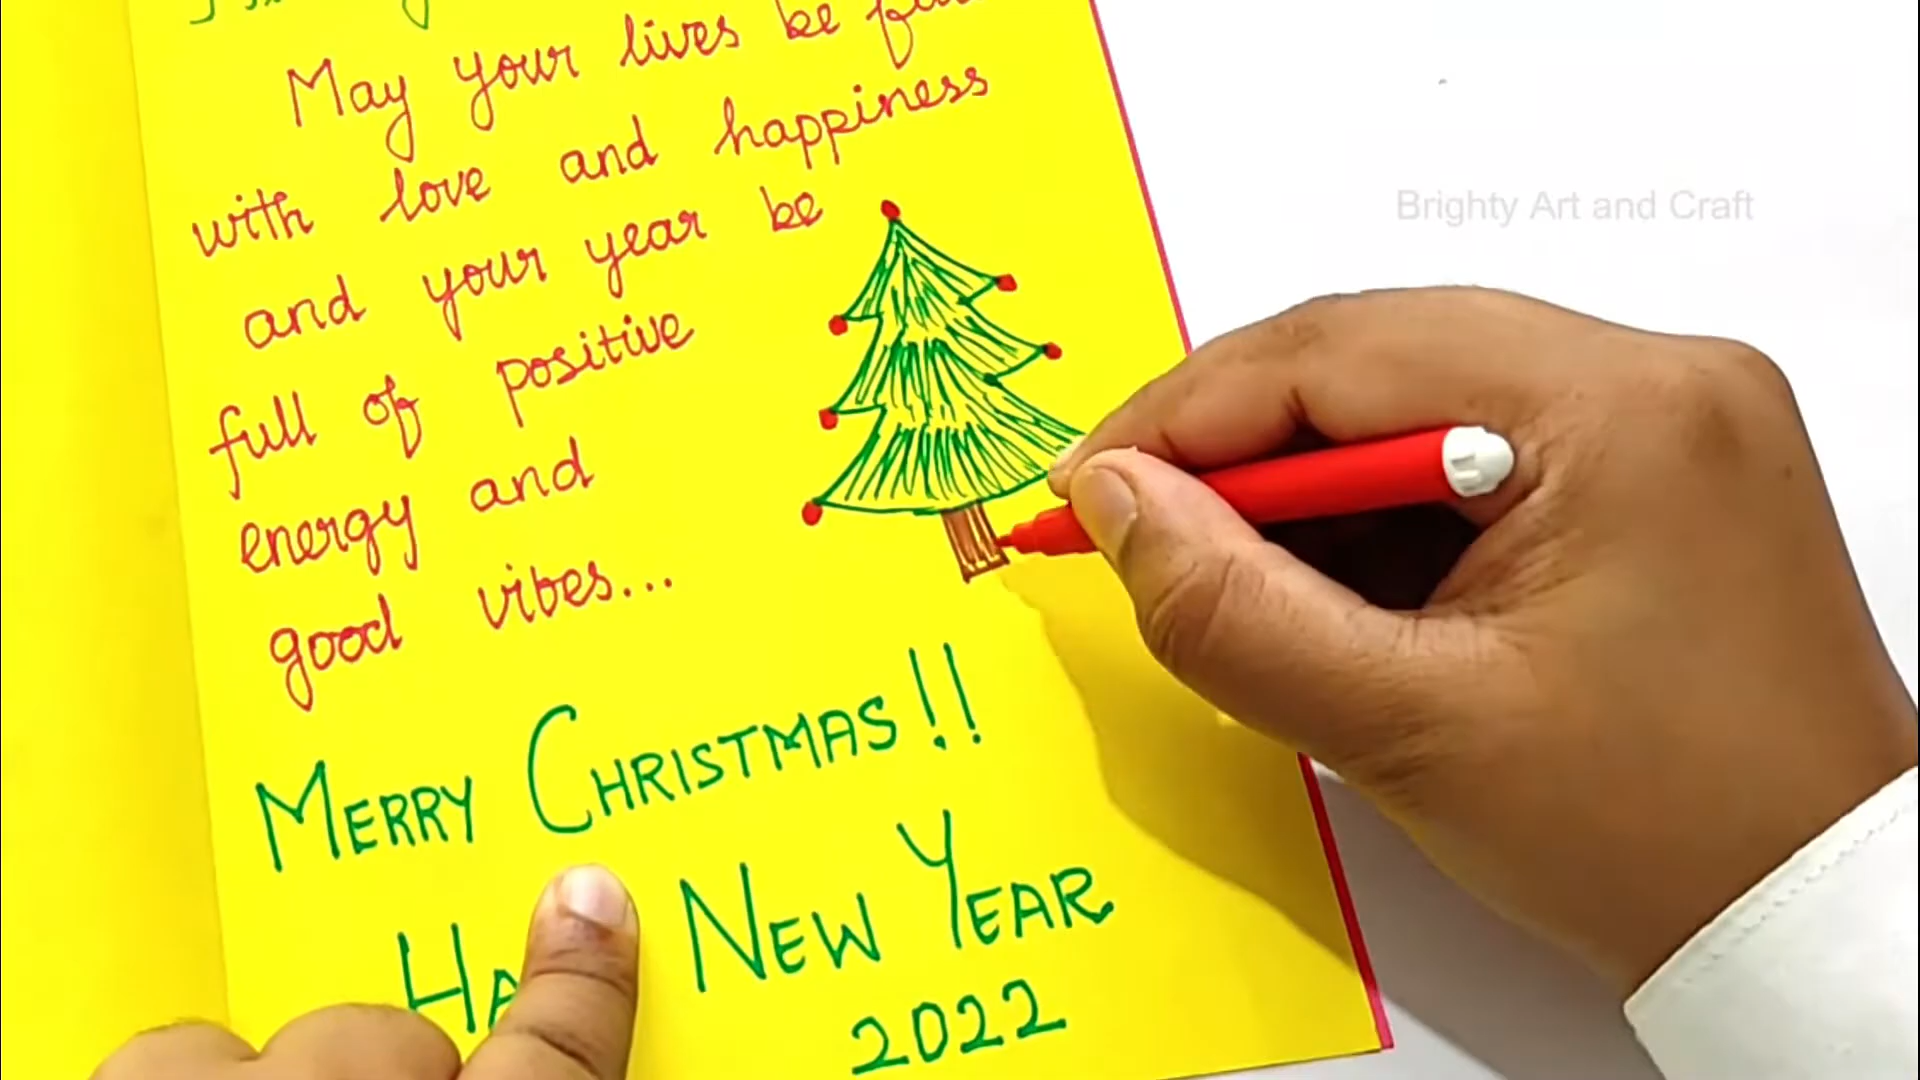 May your lives be
with love and happiness
and your year be
full of positive
energy and
good vibes...
MERRY CHRISTMAS!!
NEW YEAR
2022
Brighty Art and Craft